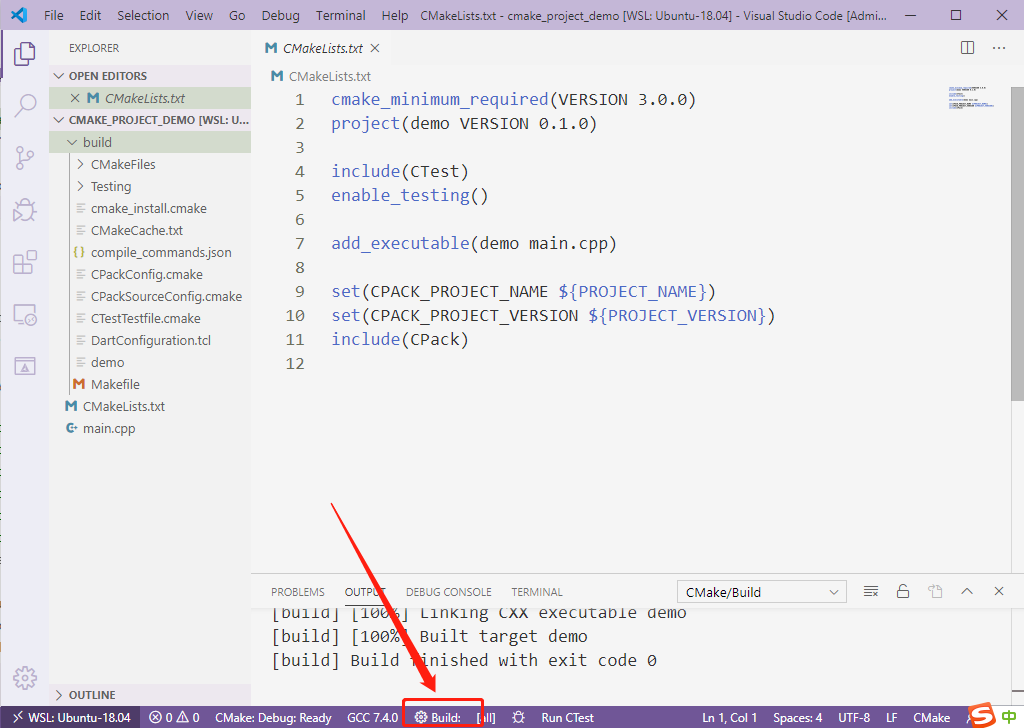 File Edit Selection View Go Debug Terminal Help CMakeLists.txt - cmake_project_demo [WSL: Ubuntu-18.04] - Visual Studio Code [Admi...
EXPLORER
OPEN EDITORS
CMakeLists.txt
CMAKE_PROJECT_DEMO [WSL: U...
build
CMakeFiles
Testing
cmake_install.cmake
CMakeCache.txt
{} compile_commands.json
CPackConfig.cmake
CPackSourceConfig.cmake
CTestTestfile.cmake
DartConfiguration.tcl
demo
M Makefile
M CMakeLists.txt
main.cpp
OUTLINE
M CMakeLists.txt
M CMakeLists.txt
1 cmake_minimum_required(VERSION 3.0.0)
2 project(demo VERSION 0.1.0)
3
4 include(CTest)
5 enable_testing()
6
7 add_executable(demo main.cpp)
8
9 set(CPACK_PROJECT_NAME ${PROJECT_NAME})
10 set(CPACK_PROJECT_VERSION ${PROJECT_VERSION})
11 include(CPack)
12
PROBLEMS OUTPUT DEBUG CONSOLE TERMINAL CMake/Build
[build] [100%] Linking CXX executable demo
[build] [100%] Built target demo
[build] Build finished with exit code 0
WSL: Ubuntu-18.04 0 0 CMake: Debug: Ready GCC 7.4.0 Build: [all] Run CTest Ln 1, Col 1 Spaces: 4 UTF-8 LF CMake 中